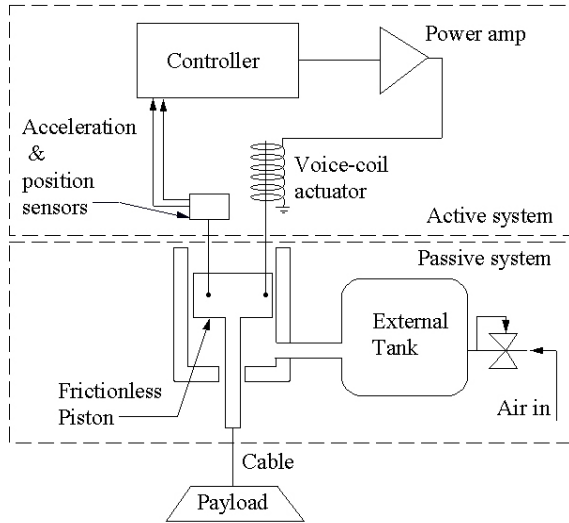 Power amp
Controller
Acceleration
&
position
sensors
Voice-coil
actuator
Active system
Passive system
External
Tank
Frictionless
Piston
Air in
Cable
Payload